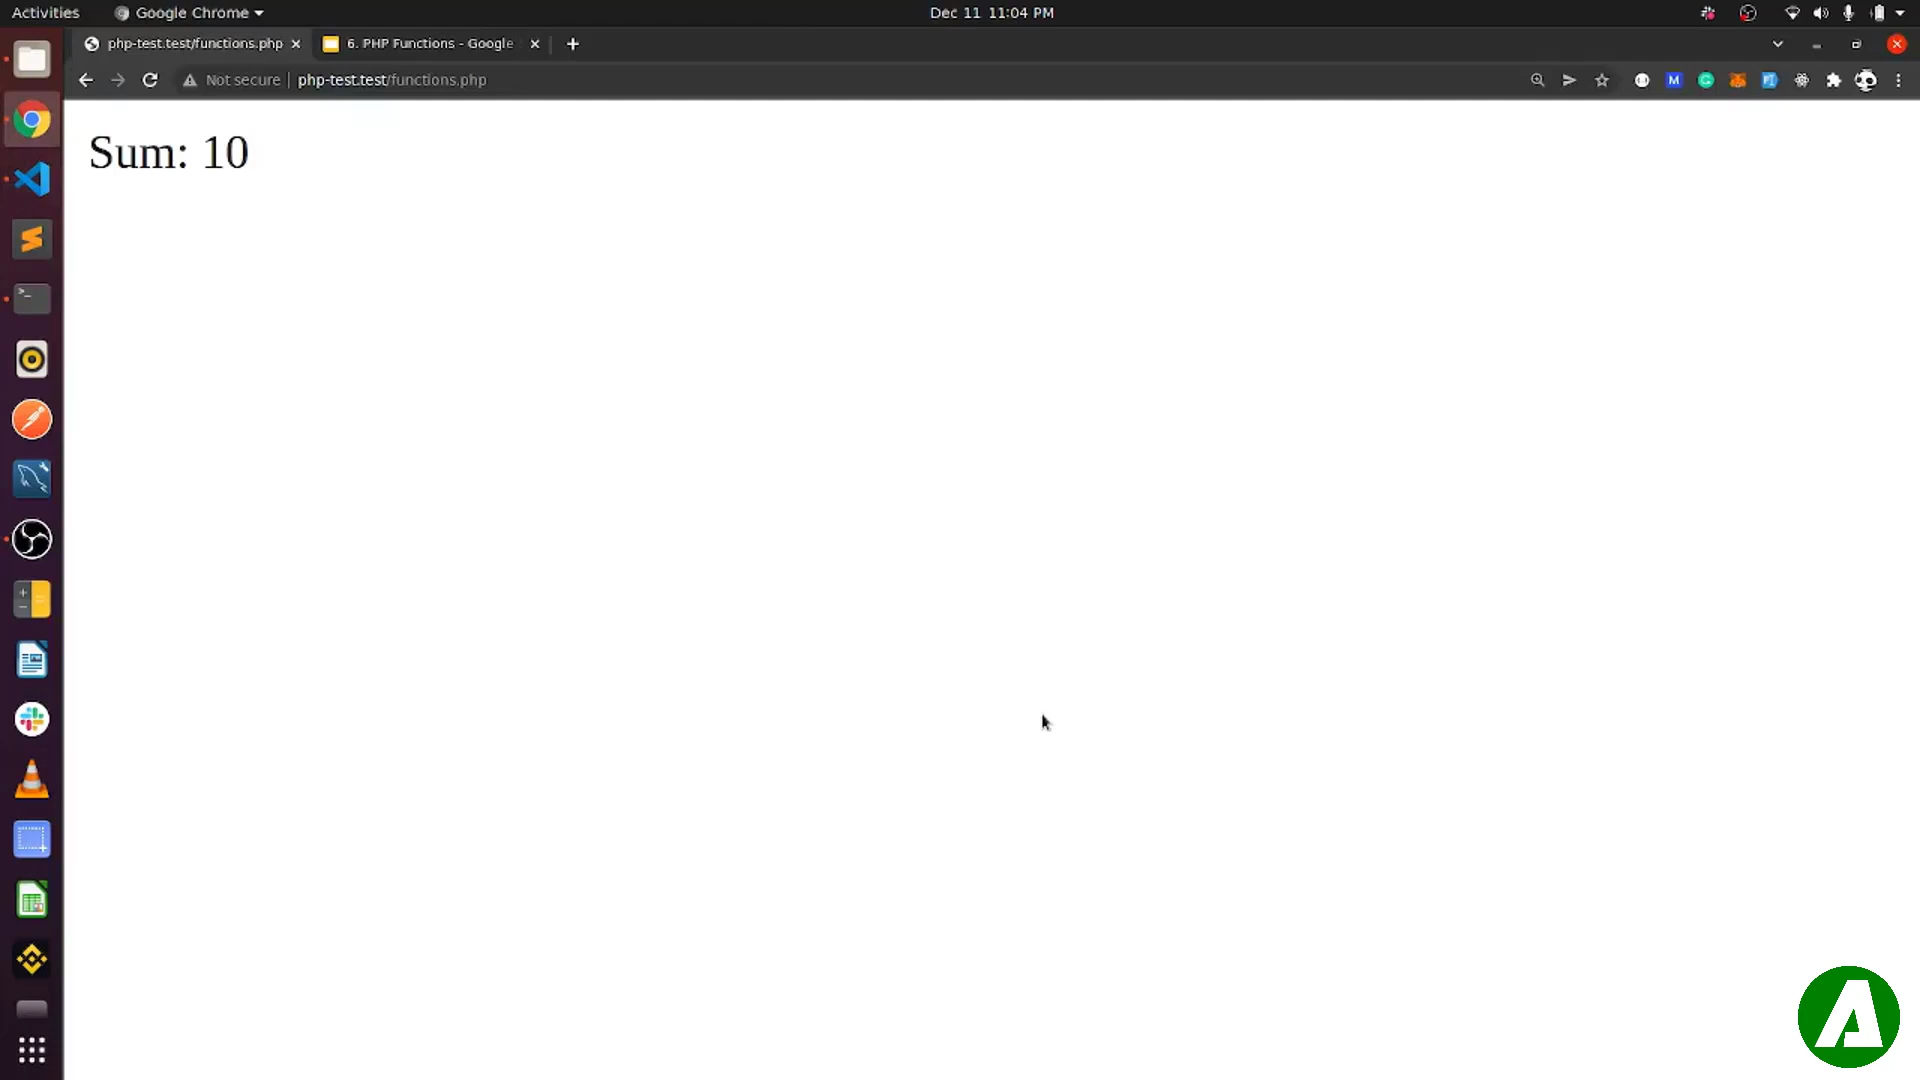 Activities
Google Chrome
Dec 11 11:04 PM
php-test.test/functions.php
6. PHP Functions - Google
Not secure
php-test.test/functions.php
Sum: 10
A